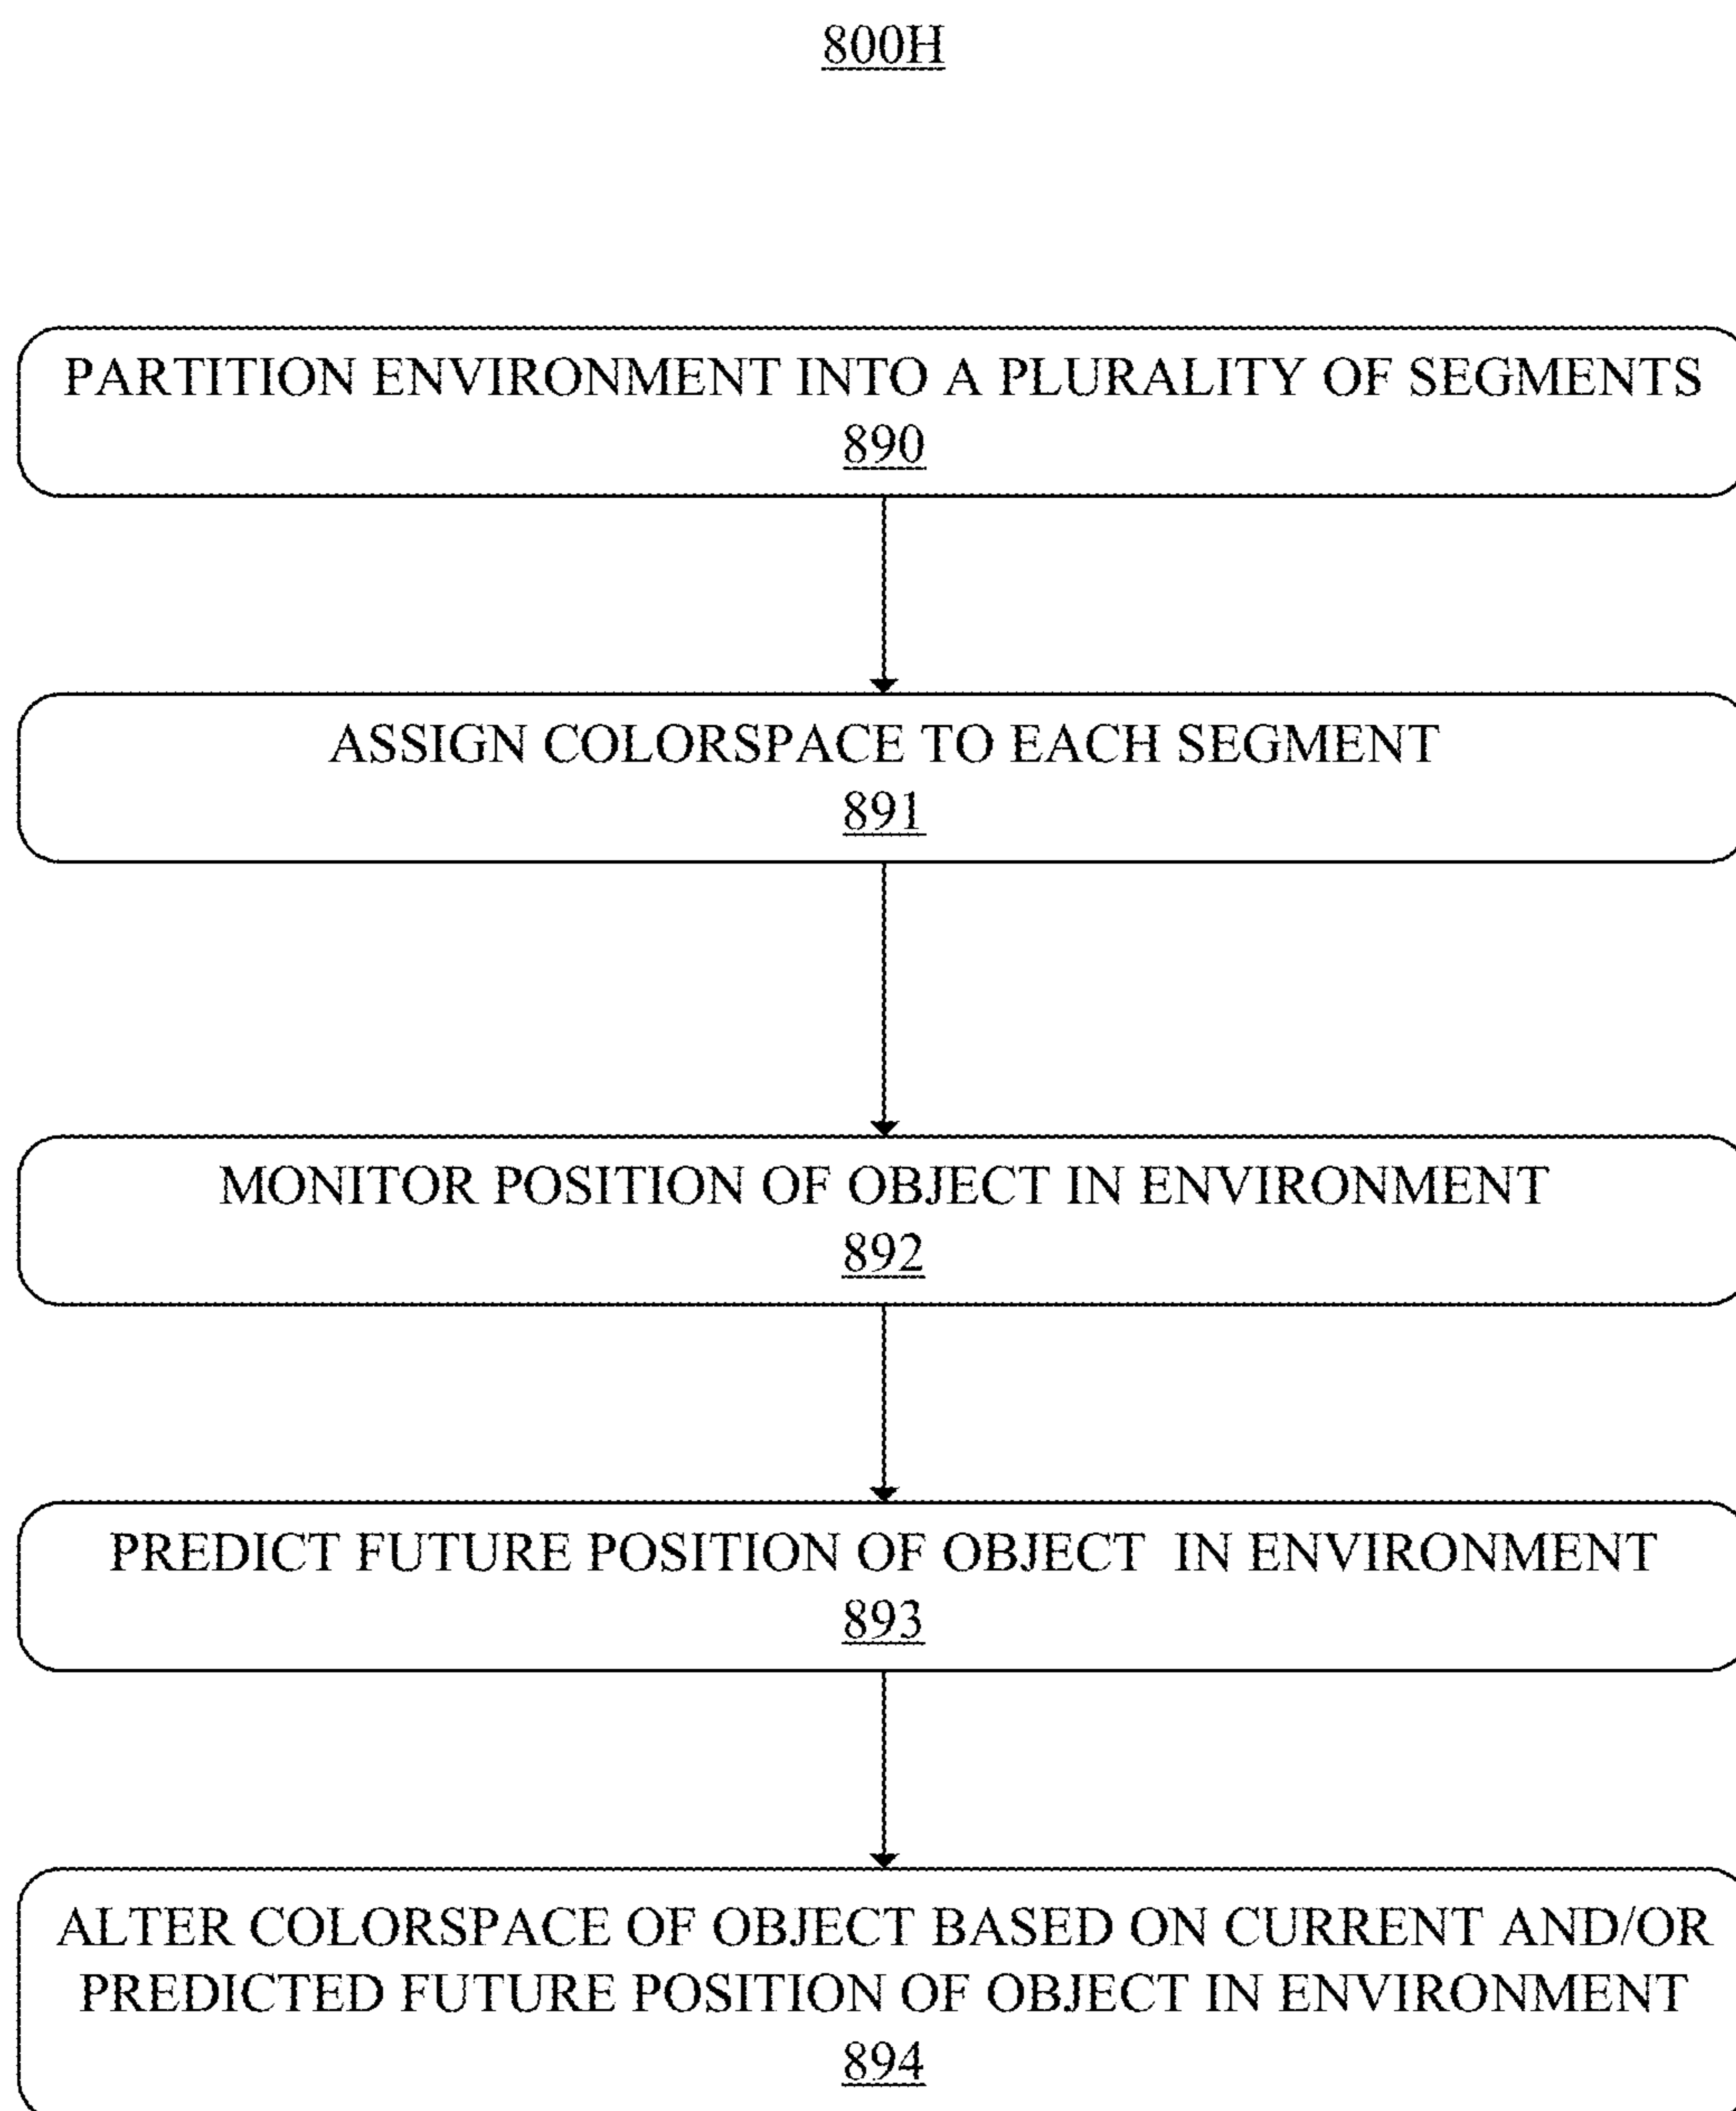 800H
PARTITION ENVIRONMENT INTO A PLURALITY OF SEGMENTS
890
ASSIGN COLORSPACE TO EACH SEGMENT
891
MONITOR POSITION OF OBJECT IN ENVIRONMENT
892
PREDICT FUTURE POSITION OF OBJECT IN ENVIRONMENT
893
ALTER COLORSPACE OF OBJECT BASED ON CURRENT AND/OR
PREDICTED FUTURE POSITION OF OBJECT IN ENVIRONMENT
894